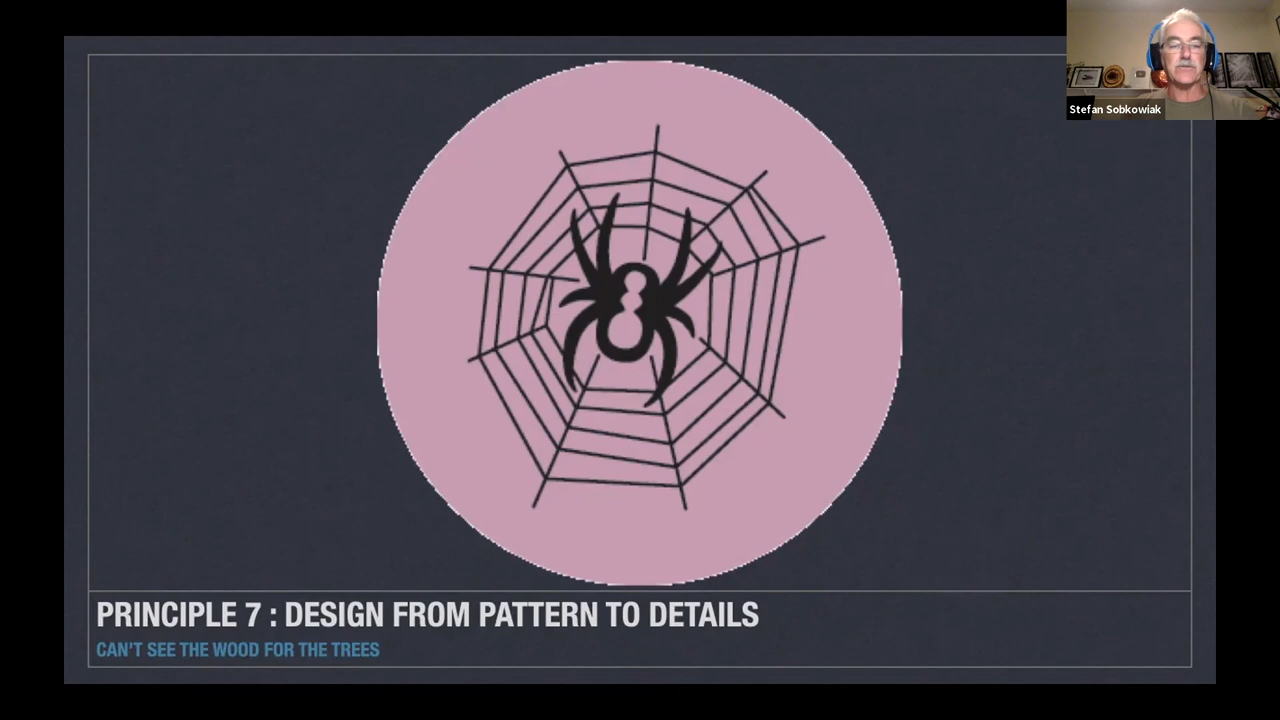 Stefan Sobkowiak
PRINCIPLE 7 : DESIGN FROM PATTERN TO DETAILS
CAN'T SEE THE WOOD FOR THE TREES